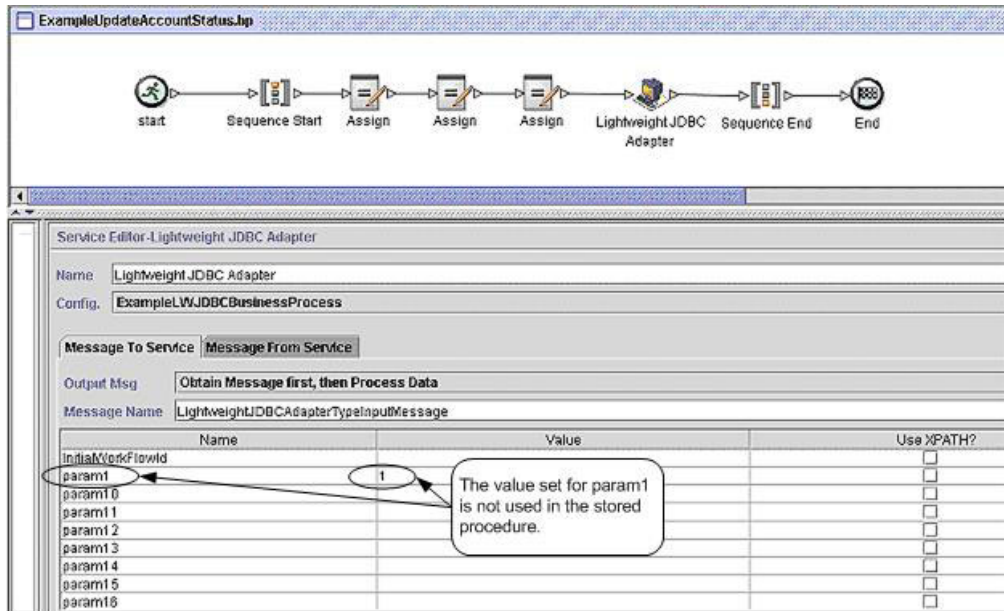 ExampleUpdateAccountStatus.bp
start
Sequence Start
Assign
Assign
Assign
Lightweight JDBC Adapter
Sequence End
End
Service Editor-Lightweight JDBC Adapter
Name Lightweight JDBC Adapter
Config. ExampleLWJDBCBusinessProcess
Message To Service Message From Service
Output Msg Obtain Message first, then Process Data
Message Name LightweightJDBCAdapterTypeInputMessage
Name Value Use XPATH?
InitialWorkFlowId
param1 1
param10
param11
param12
param13
param14
param15
param16
The value set for param1
is not used in the stored
procedure.